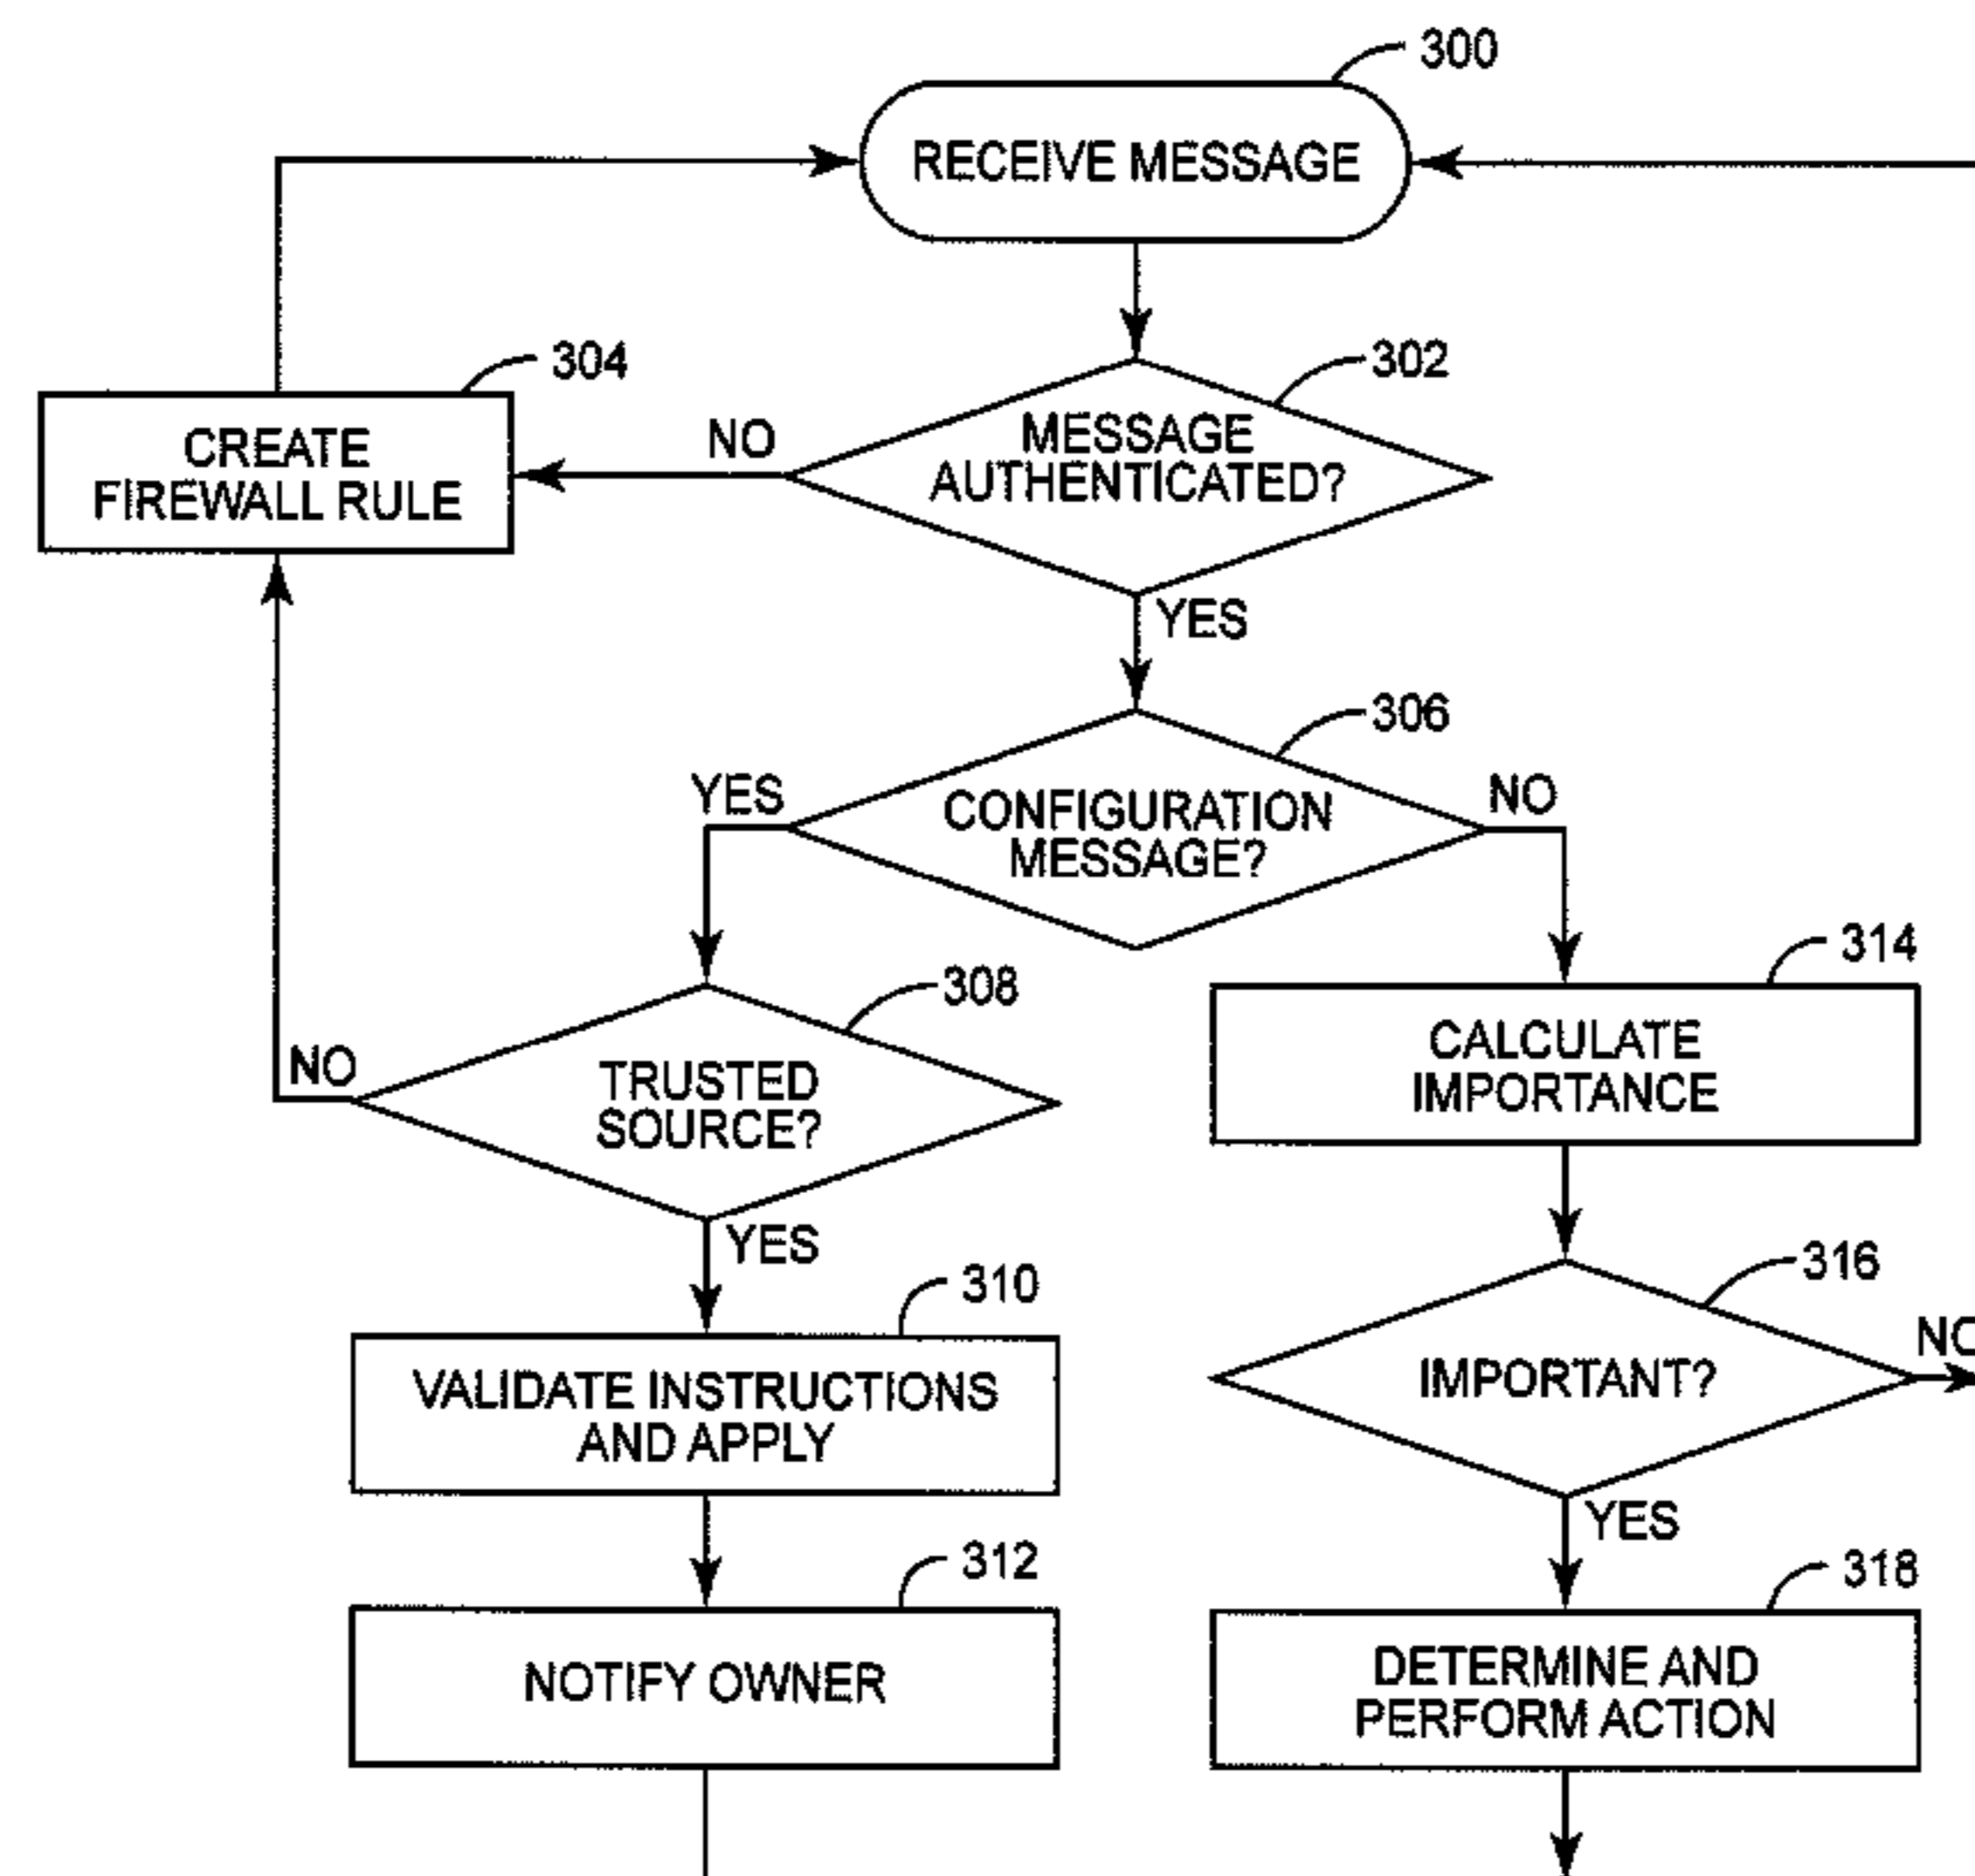 300
RECEIVE MESSAGE
304
CREATE
FIREWALL RULE
NO
302
MESSAGE
AUTHENTICATED?
YES
306
YES
CONFIGURATION
MESSAGE?
NO
308
NO
TRUSTED
SOURCE?
YES
314
CALCULATE
IMPORTANCE
310
VALIDATE INSTRUCTIONS
AND APPLY
316
IMPORTANT?
NO
YES
312
NOTIFY OWNER
318
DETERMINE AND
PERFORM ACTION